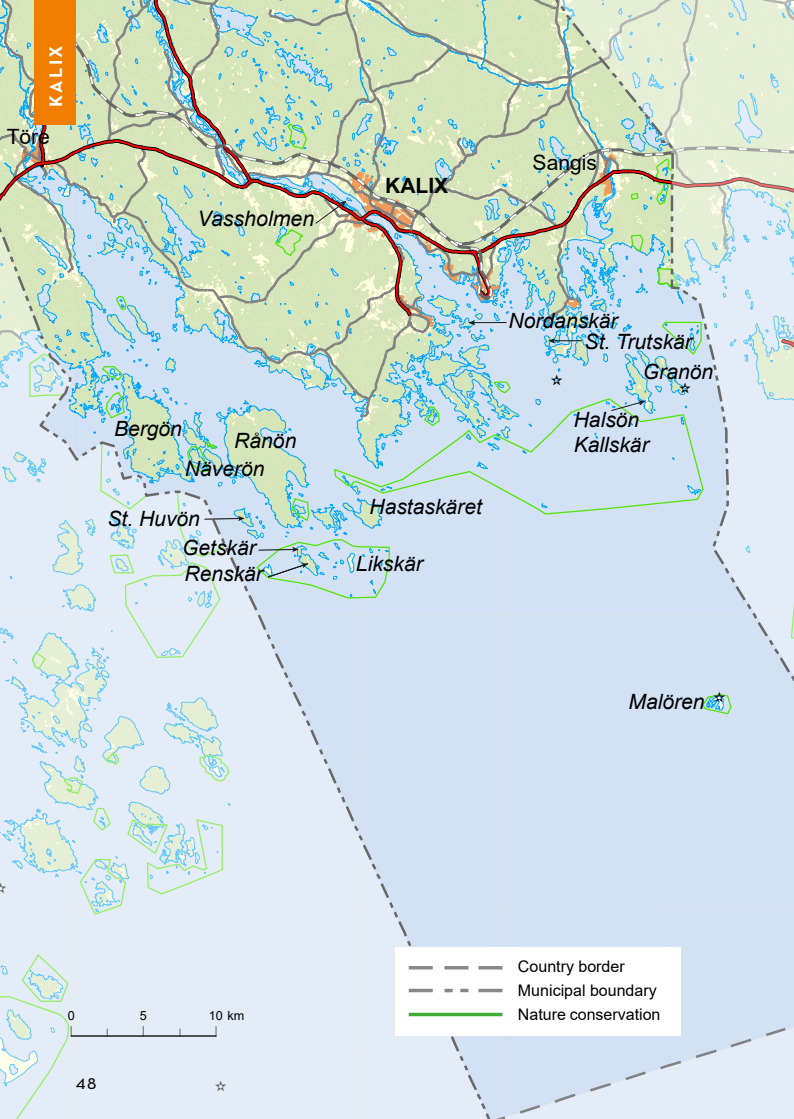 KALIX
Töre
Sangis
KALIX
Vassholmen
Nordanskär
St. Trutskär
Granön
Halsön
Kallskär
Bergön
Rånön
Näverön
Hastaskäret
St. Huvön
Getskär
Renskär
Likskär
Malören
Country border
Municipal boundary
Nature conservation
0 5 10 km
48